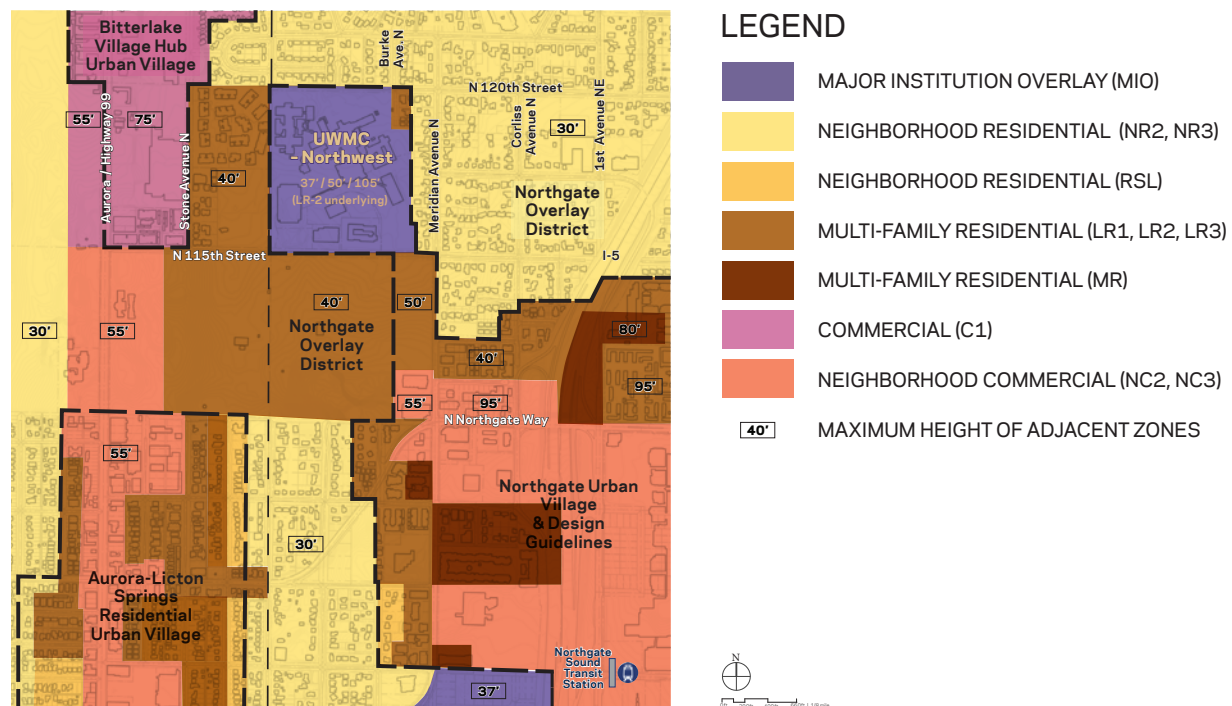 Bitterlake
Village Hub
Urban Village
55'
75'
Aurora / Highway 99
Stone Avenue N
40'
Burke
Ave. N
UWMC
- Northwest
37' / 50' / 105'
(LR-2 underlying)
N 120th Street
Corliss
Avenue N
30'
1st Avenue NE
Meridian Avenue N
Northgate
Overlay
District
I-5
N 115th Street
30'
55'
40'
Northgate
Overlay
District
50'
40'
80'
95'
55'
95'
N Northgate Way
55'
30'
Northgate Urban
Village
& Design
Guidelines
Aurora-Licton
Springs
Residential
Urban Village
Northgate
Sound
Transit
Station
37'
LEGEND
MAJOR INSTITUTION OVERLAY (MIO)
NEIGHBORHOOD RESIDENTIAL (NR2, NR3)
NEIGHBORHOOD RESIDENTIAL (RSL)
MULTI-FAMILY RESIDENTIAL (LR1, LR2, LR3)
MULTI-FAMILY RESIDENTIAL (MR)
COMMERCIAL (C1)
NEIGHBORHOOD COMMERCIAL (NC2, NC3)
40' MAXIMUM HEIGHT OF ADJACENT ZONES
N